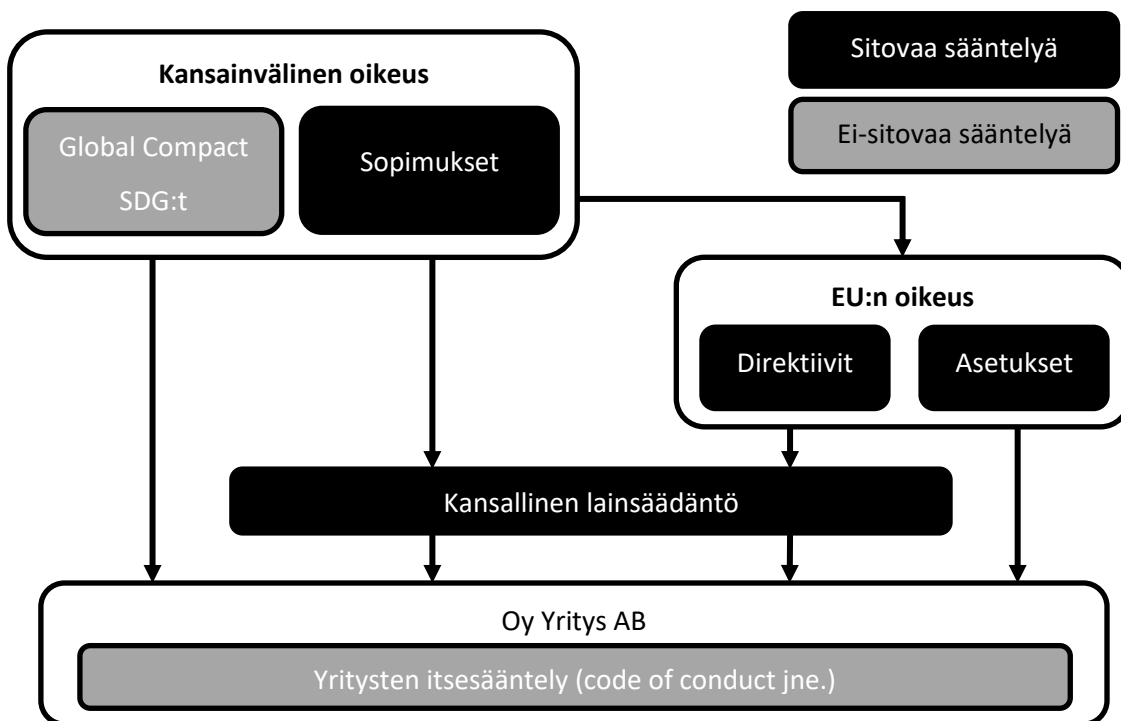 Kansainvälinen oikeus
Global Compact
SDG:t
Sopimukset
Sitovaa sääntelyä
Ei-sitovaa sääntelyä
EU:n oikeus
Direktiivit
Asetukset
Kansallinen lainsäädäntö
Oy Yritys AB
Yritysten itsesääntely (code of conduct jne.)